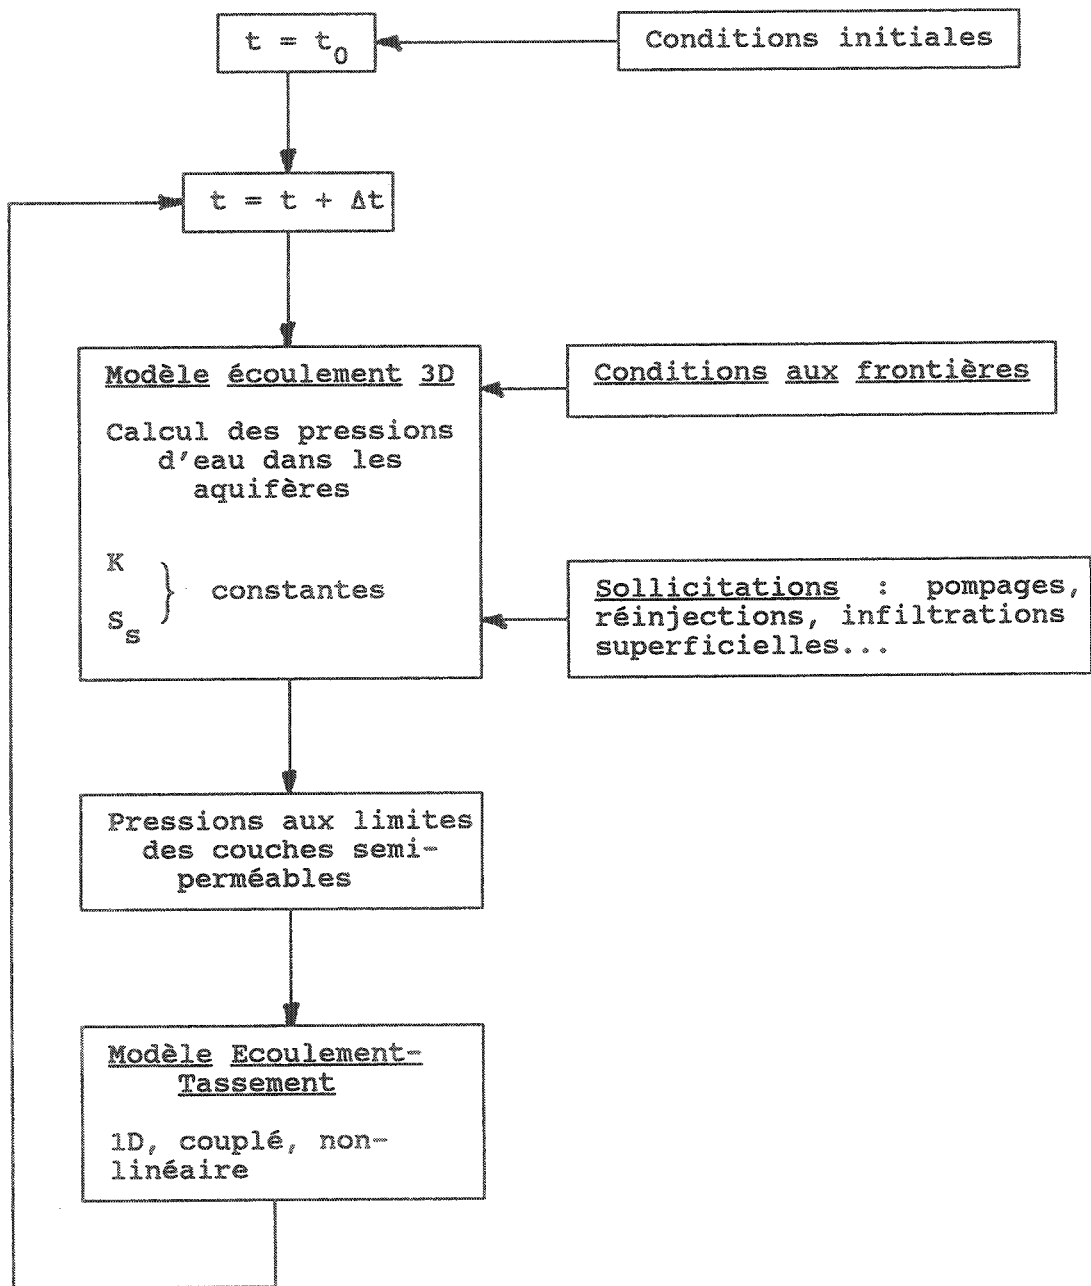 t = t₀
Conditions initiales
t = t + Δt
Modèle écoulement 3D
Calcul des pressions
d'eau dans les
aquifères
K
Sₛ
} constantes
Conditions aux frontières
Sollicitations : pompages,
réinjections, infiltrations
superficielles...
Pressions aux limites
des couches semi-
perméables
Modèle Ecoulement-
Tassement
1D, couplé, non-
linéaire